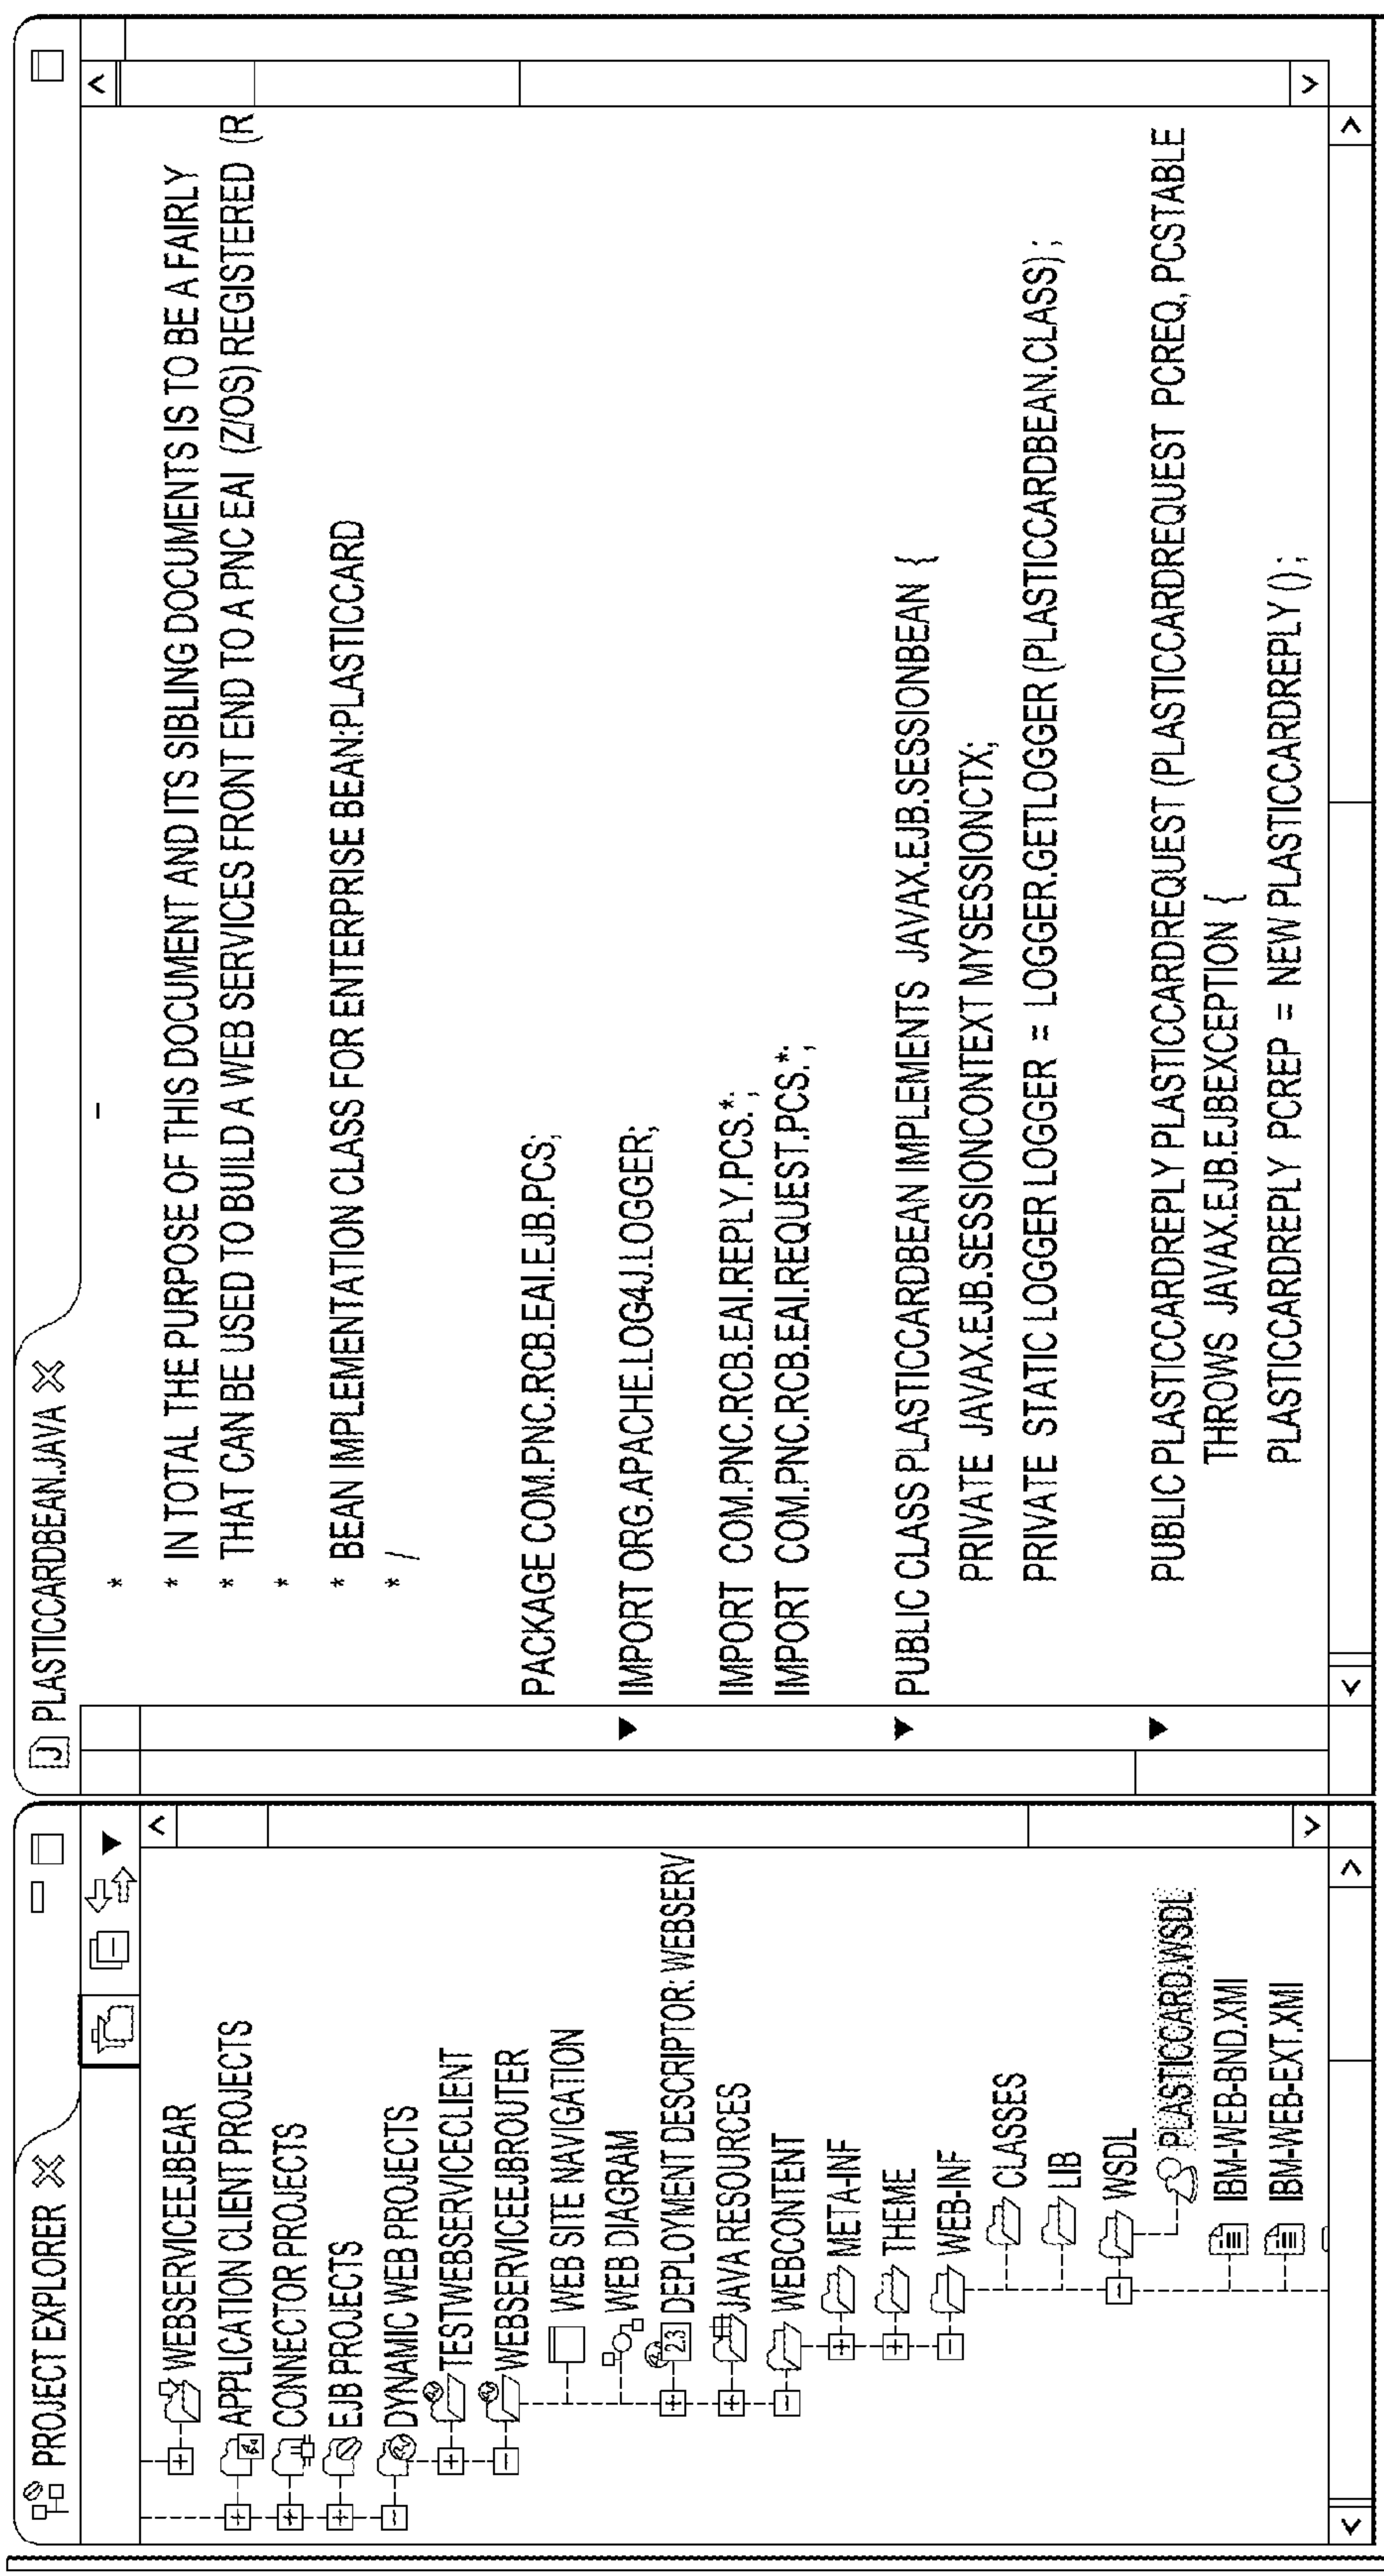 PROJECT EXPLORER
WEBSERVICEEJBEAR
APPLICATION CLIENT PROJECTS
CONNECTOR PROJECTS
EJB PROJECTS
DYNAMIC WEB PROJECTS
TESTWEBSERVICECLIENT
WEBSERVICEEJBROUTER
WEB SITE NAVIGATION
WEB DIAGRAM
2.3 DEPLOYMENT DESCRIPTOR: WEBSERV
JAVA RESOURCES
WEBCONTENT
META-INF
THEME
WEB-INF
CLASSES
LIB
WSDL
PLASTICCARD.WSDL
IBM-WEB-BND.XMI
IBM-WEB-EXT.XMI
J PLASTICCARDBEAN.JAVA
*
* IN TOTAL THE PURPOSE OF THIS DOCUMENT AND ITS SIBLING DOCUMENTS IS TO BE A FAIRLY
* THAT CAN BE USED TO BUILD A WEB SERVICES FRONT END TO A PNC EAI (Z/OS) REGISTERED (R
*
* BEAN IMPLEMENTATION CLASS FOR ENTERPRISE BEAN:PLASTICCARD
* /
PACKAGE COM.PNC.RCB.EAI.EJB.PCS;
IMPORT ORG.APACHE.LOG4J.LOGGER;
IMPORT COM.PNC.RCB.EAI.REPLY.PCS.*;
IMPORT COM.PNC.RCB.EAI.REQUEST.PCS.*;
PUBLIC CLASS PLASTICCARDBEAN IMPLEMENTS JAVAX.EJB.SESSIONBEAN {
PRIVATE JAVAX.EJB.SESSIONCONTEXT MYSESSIONCTX;
PRIVATE STATIC LOGGER LOGGER = LOGGER.GETLOGGER (PLASTICCARDBEAN.CLASS) ;
PUBLIC PLASTICCARDREPLY PLASTICCARDREQUEST (PLASTICCARDREQUEST PCREQ, PCSTABLE
THROWS JAVAX.EJB.EJBEXCEPTION {
PLASTICCARDREPLY PCREP = NEW PLASTICCARDREPLY () ;